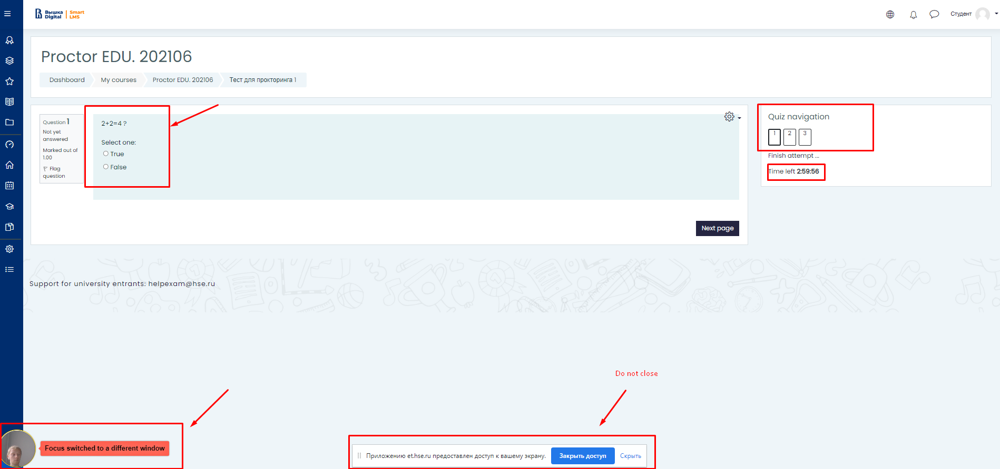 Вышка
Digital
Smart
LMS
Студент
Proctor EDU. 202106
Dashboard
My courses
Proctor EDU. 202106
Тест для прокторинга 1
Question 1
Not yet
answered
Marked out of
1.00
Flag
question
2+2=4 ?
Select one:
True
False
Next page
Quiz navigation
1 2 3
Finish attempt ...
Time left 2:59:56
Support for university entrants: helpexam@hse.ru
Do not close
Focus switched to a different window
Приложению et.hse.ru предоставлен доступ к вашему экрану. Закрыть доступ Скрыть